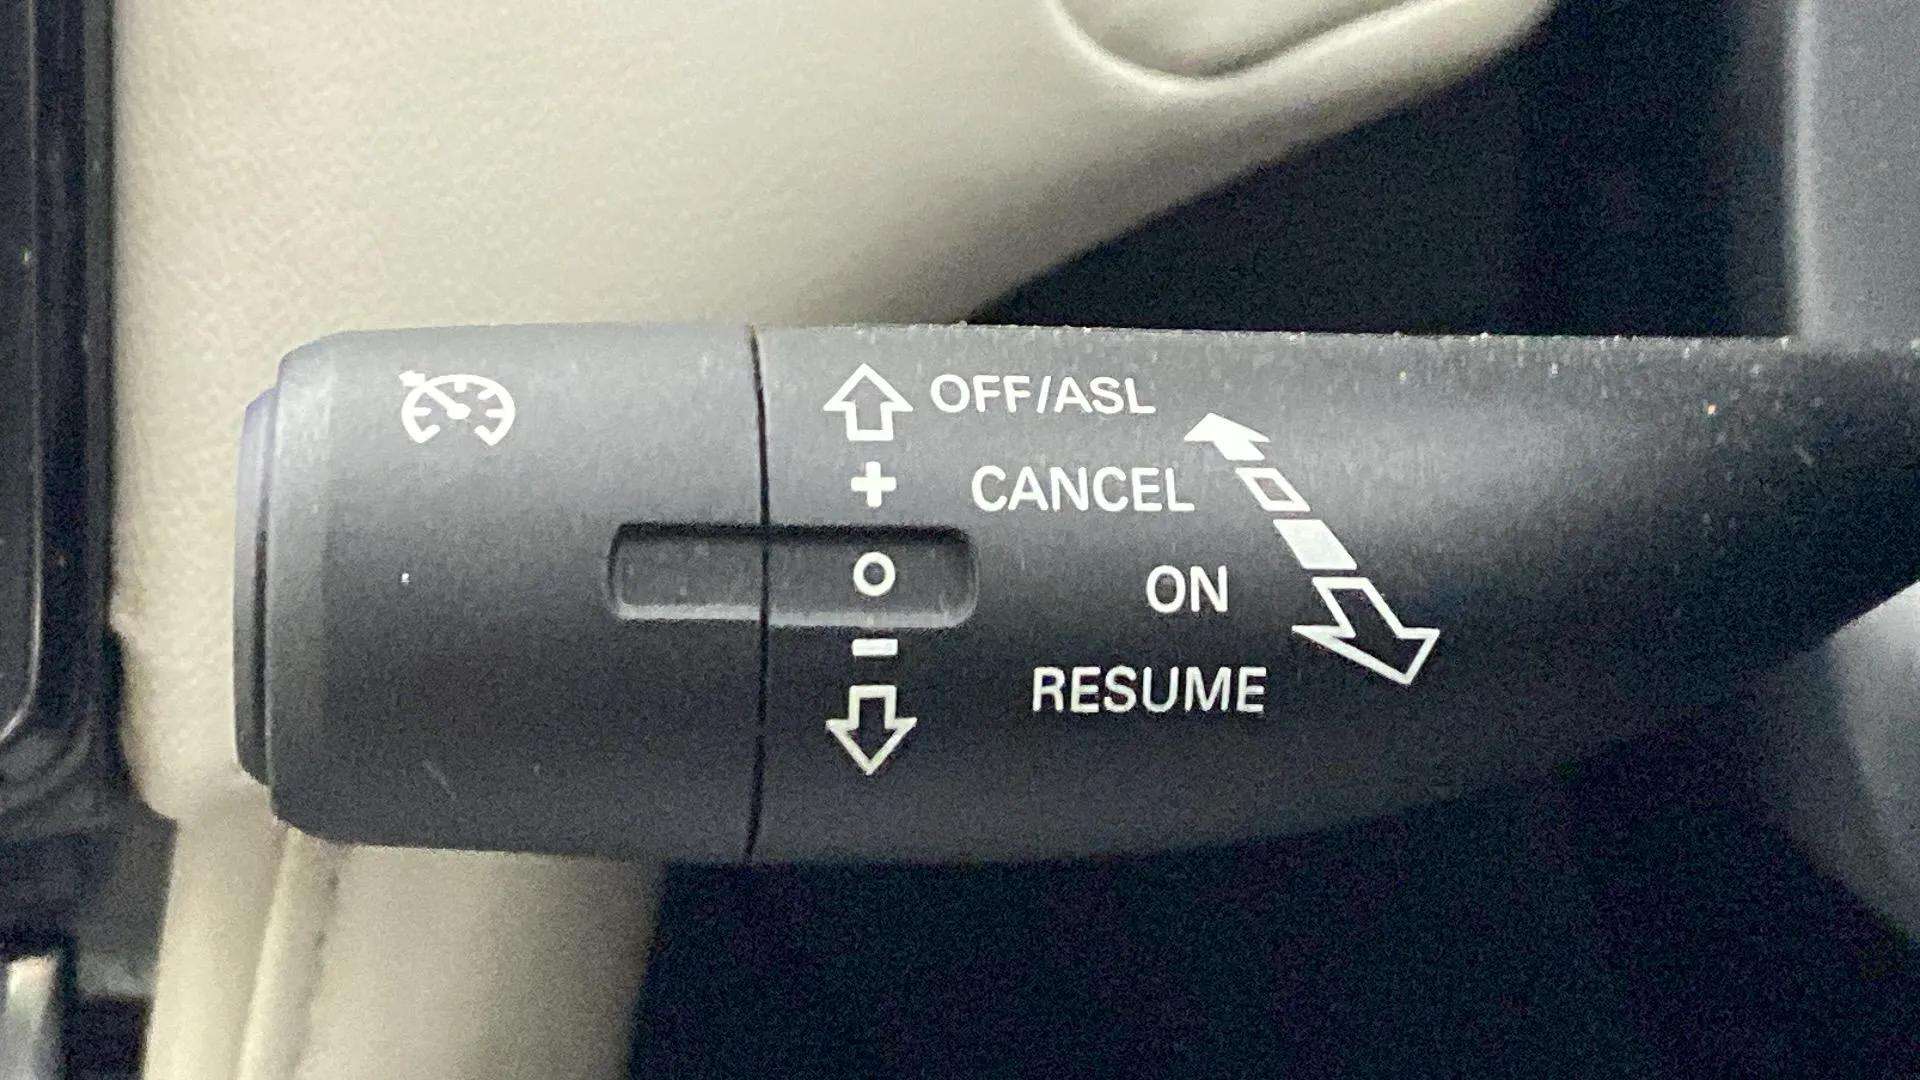 OFF/ASL
+ CANCEL
O ON
- RESUME